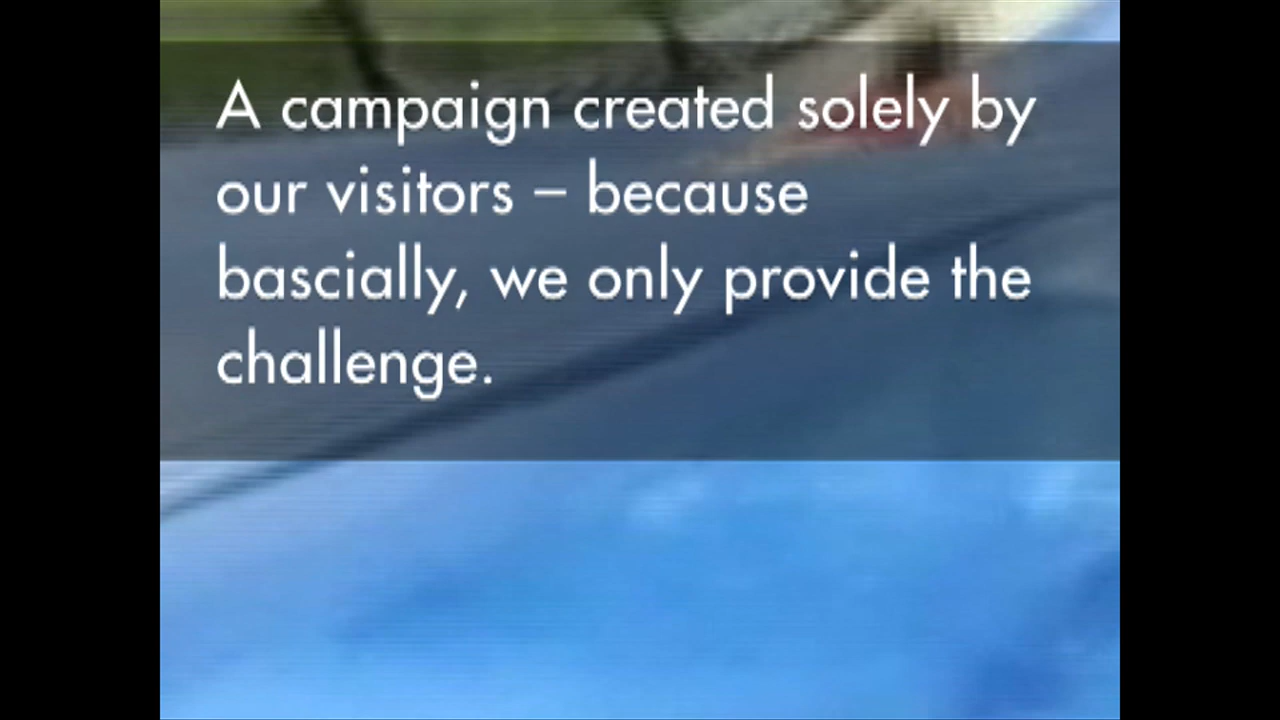 A campaign created solely by
our visitors – because
bascially, we only provide the
challenge.